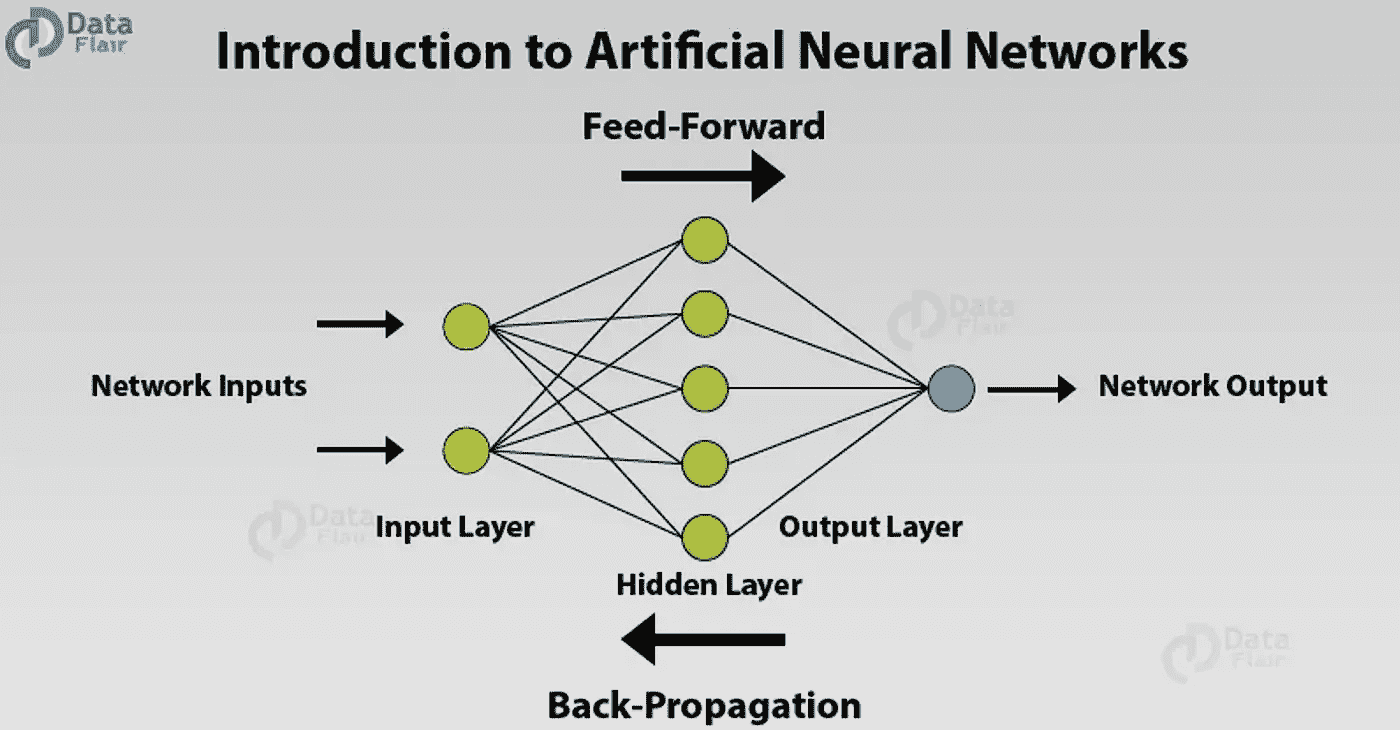 Data
Flair
Introduction to Artificial Neural Networks
Feed-Forward
Data
Flair
Network Inputs
Network Output
Data
Flair
Input Layer
Output Layer
Hidden Layer
Data
Flair
Back-Propagation